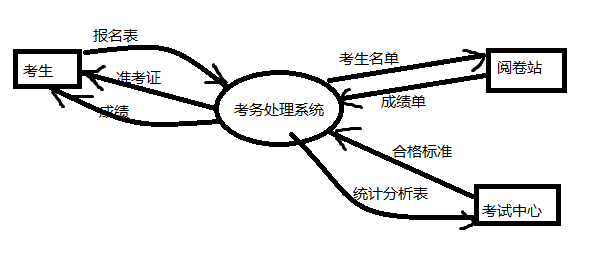 报名表
考生
准考证
成绩
考务处理系统
考生名单
阅卷站
成绩单
合格标准
统计分析表
考试中心